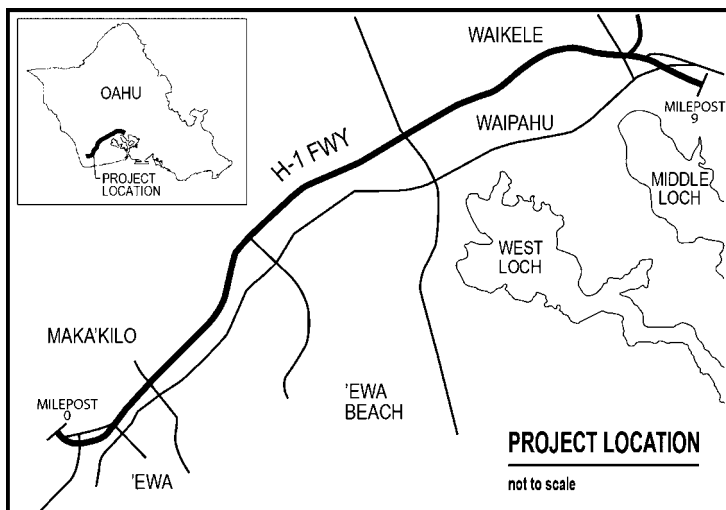 OAHU
PROJECT
LOCATION
WAIKELE
MILEPOST
9
WAIPAHU
H-1 FWY
MIDDLE
LOCH
WEST
LOCH
MAKA'KILO
MILEPOST
0
'EWA
BEACH
'EWA
PROJECT LOCATION
not to scale